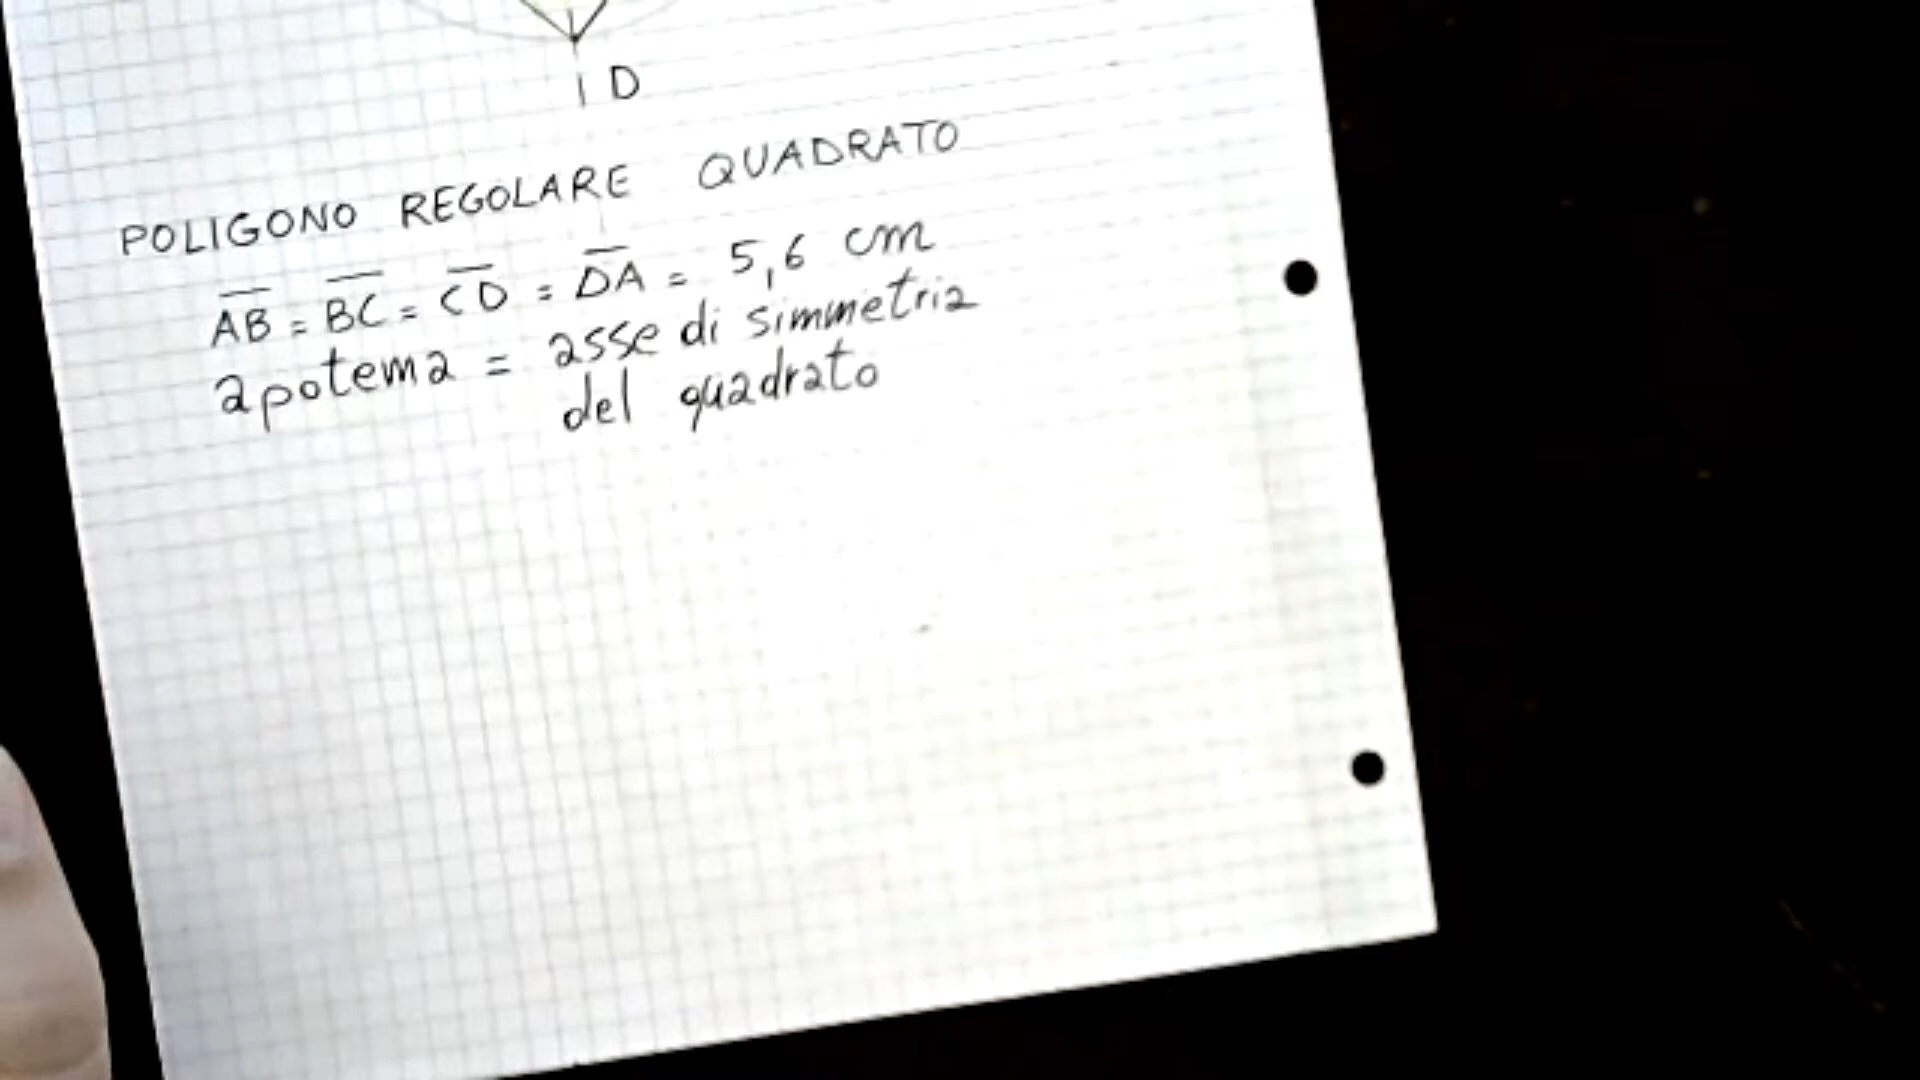 D
POLIGONO REGOLARE QUADRATO
AB = BC = CD = DA = 5,6 cm
apotema = asse di simmetria
del quadrato